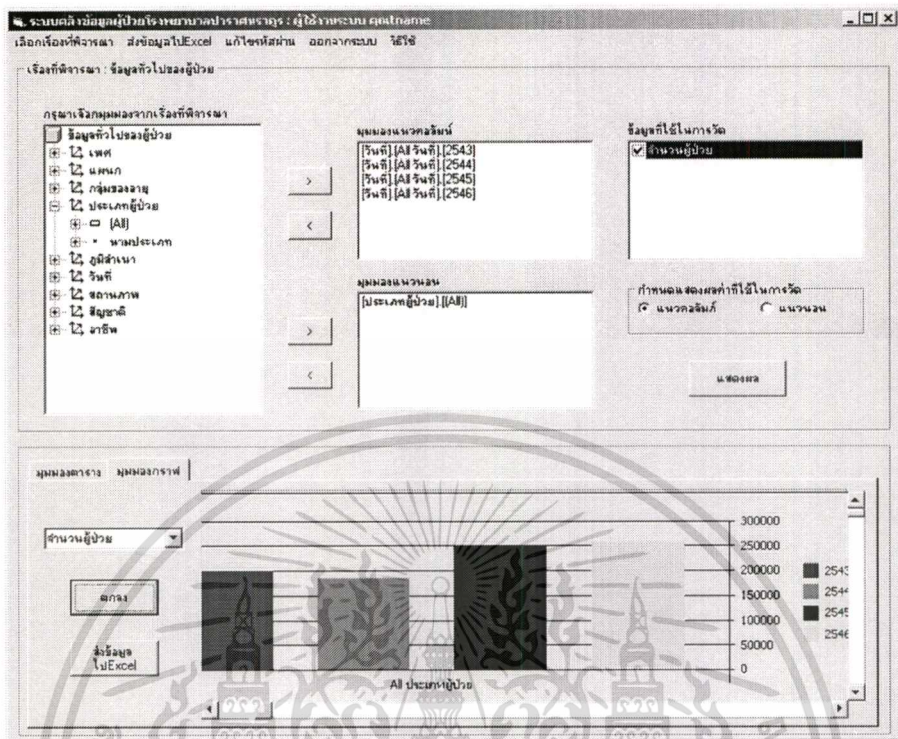 ระบบคลังข้อมูลผู้ป่วยโรงพยาบาลปาราศหราดุร : ผู้ใช้งานระบบ
เลือกเรื่องที่พิจารณา ส่งข้อมูลไปExcel แก้ไขรหัสผ่าน ออกจากระบบ วิธีใช้
เรื่องที่พิจารณา : ข้อมูลทั่วไปของผู้ป่วย
กรุณาเลือกมุมมองจากเรื่องที่พิจารณา
ข้อมูลทั่วไปของผู้ป่วย
เพศ
แผนก
กลุ่มของอายุ
ประเภทผู้ป่วย
(All)
นามประเภท
ภูมิลำเนา
วันที่
สถานภาพ
สัญชาติ
อาชีพ
>
<
>
<
มุมมองแนวคอลัมน์
[วันที่].[All วันที่].[2543]
[วันที่].[All วันที่].[2544]
[วันที่].[All วันที่].[2545]
[วันที่].[All วันที่].[2546]
มุมมองแนวนอน
[ประเภทผู้ป่วย].[(All)]
ข้อมูลที่ใช้ในการวัด
จำนวนผู้ป่วย
กำหนดแสดงผลค่าที่ใช้ในการวัด
แนวคอลัมภ์ แนวนอน
แสดงผล
มุมมองตาราง มุมมองกราฟ
จำนวนผู้ป่วย
ตกลง
ส่งข้อมูล
ไปExcel
300000
250000
200000
150000
100000
50000
0
All ประเภทผู้ป่วย
2543
2544
2545
2546